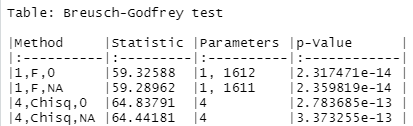 Table: Breusch-Godfrey test
|Method |Statistic |Parameters |p-Value |
|:----------|:---------|:----------|:------------|
|1,F,0 |59.32588 |1, 1612 |2.317471e-14 |
|1,F,NA |59.28962 |1, 1611 |2.359819e-14 |
|4,Chisq,0 |64.83791 |4 |2.783685e-13 |
|4,Chisq,NA |64.44181 |4 |3.373255e-13 |